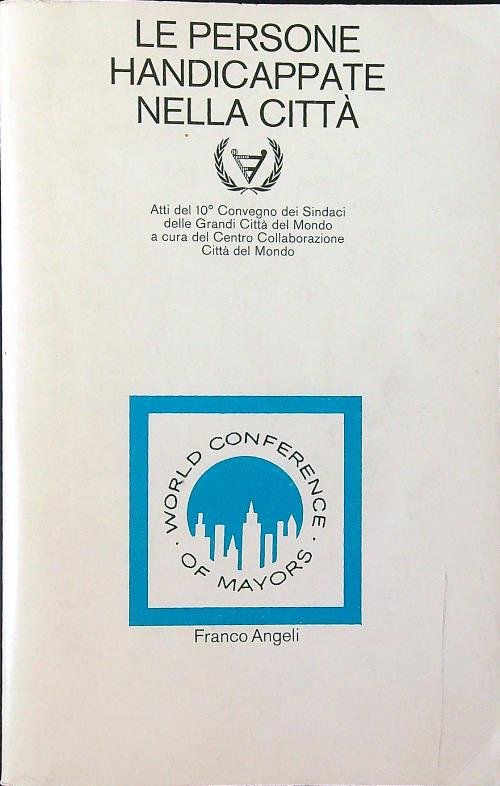 LE PERSONE
HANDICAPPATE
NELLA CITTÀ
Atti del 10° Convegno dei Sindaci
delle Grandi Città del Mondo
a cura del Centro Collaborazione
Città del Mondo
· WORLD CONFERENCE ·
OF MAYORS
Franco Angeli